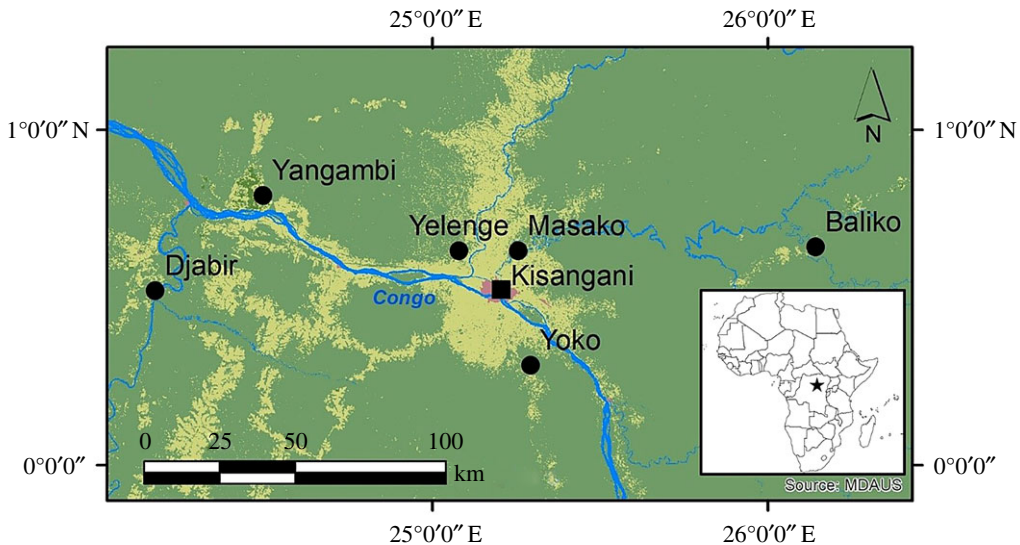 25°0′0″ E 26°0′0″ E
1°0′0″ N 1°0′0″ N
N
Yangambi
Yelenge Masako Baliko
Djabir Kisangani
Congo
Yoko
0 25 50 100
km
0°0′0″ 0°0′0″
Source: MDAUS
25°0′0″ E 26°0′0″ E